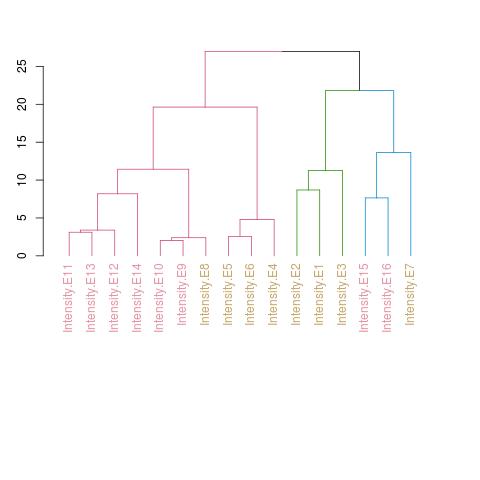 25
20
15
10
5
0
Intensity.E11
Intensity.E13
Intensity.E12
Intensity.E14
Intensity.E10
Intensity.E9
Intensity.E8
Intensity.E5
Intensity.E6
Intensity.E4
Intensity.E2
Intensity.E1
Intensity.E3
Intensity.E15
Intensity.E16
Intensity.E7